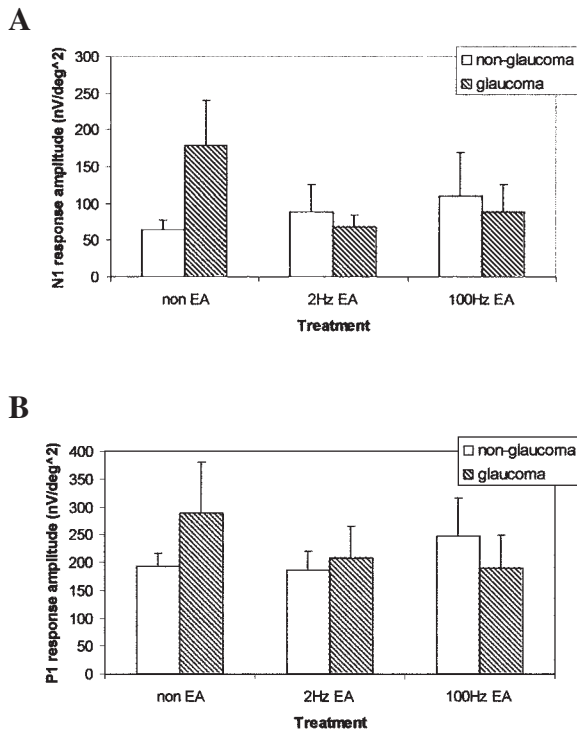 A
N1 response amplitude (nV/deg^2)
300
250
200
150
100
50
0
non-glaucoma
glaucoma
non EA
2Hz EA
100Hz EA
Treatment
B
P1 response amplitude (nV/deg^2)
400
350
300
250
200
150
100
50
0
non-glaucoma
glaucoma
non EA
2Hz EA
100Hz EA
Treatment